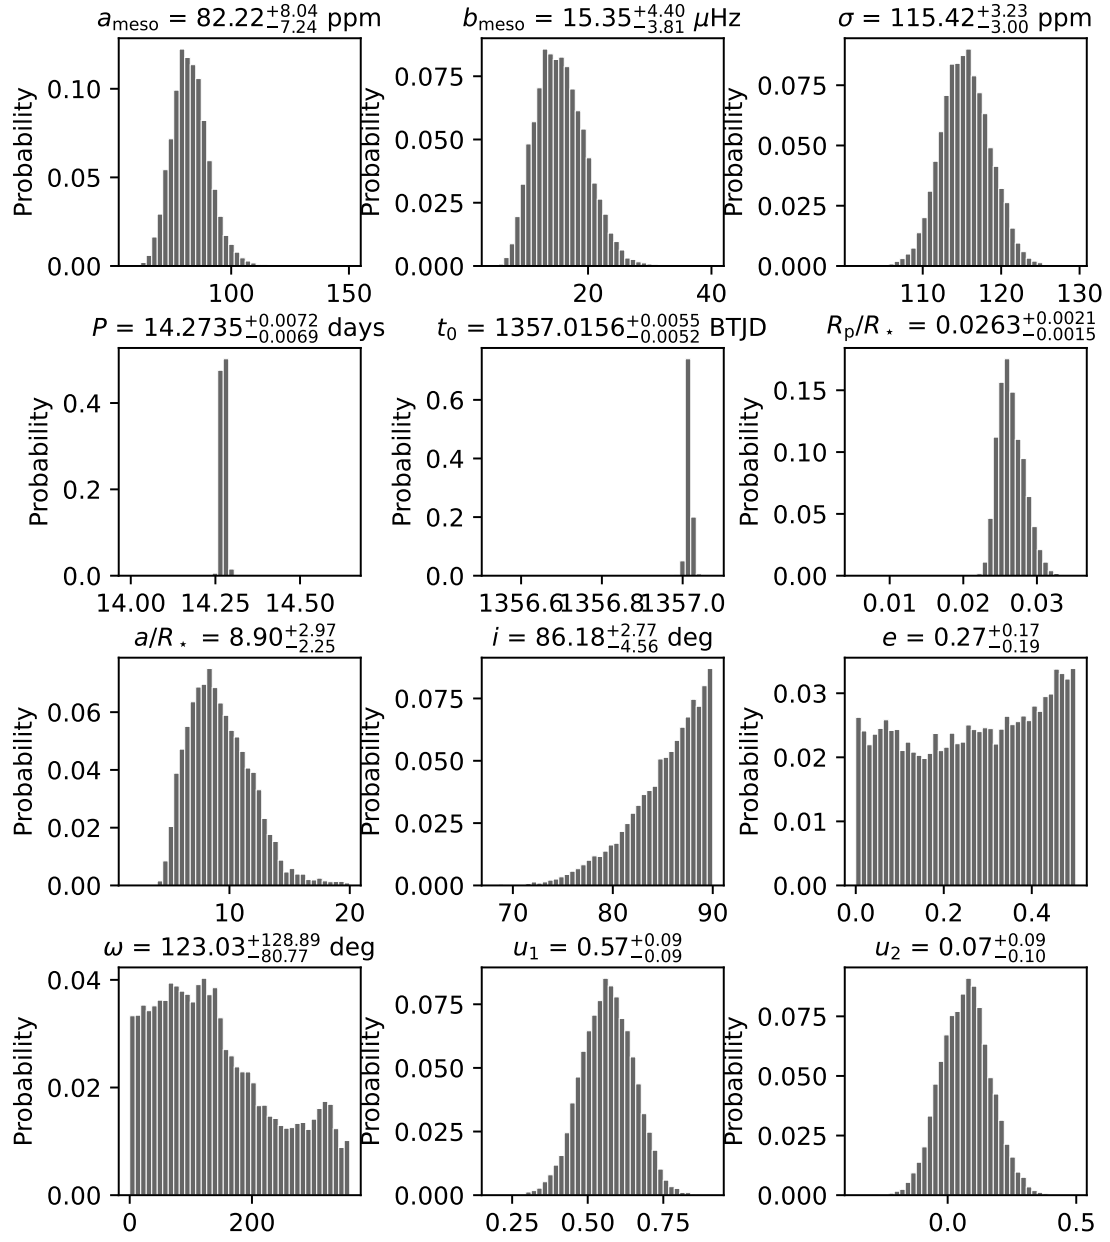 a_meso = 82.22 +8.04 −7.24 ppm
b_meso = 15.35 +4.40 −3.81 μHz
σ = 115.42 +3.23 −3.00 ppm
Probability
0.10
0.05
0.00
100 150
Probability
0.075
0.050
0.025
0.000
20 40
Probability
0.075
0.050
0.025
0.000
110 120 130
P = 14.2735 +0.0072 −0.0069 days
t_0 = 1357.0156 +0.0055 −0.0052 BTJD
R_p/R_⋆ = 0.0263 +0.0021 −0.0015
Probability
0.4
0.2
0.0
14.00 14.25 14.50
Probability
0.6
0.4
0.2
0.0
1356.6 1356.8 1357.0
Probability
0.15
0.10
0.05
0.00
0.01 0.02 0.03
a/R_⋆ = 8.90 +2.97 −2.25
i = 86.18 +2.77 −4.56 deg
e = 0.27 +0.17 −0.19
Probability
0.06
0.04
0.02
0.00
10 20
Probability
0.075
0.050
0.025
0.000
70 80 90
Probability
0.03
0.02
0.01
0.00
0.0 0.2 0.4
ω = 123.03 +128.89 −80.77 deg
u_1 = 0.57 +0.09 −0.09
u_2 = 0.07 +0.09 −0.10
Probability
0.04
0.02
0.00
0 200
Probability
0.075
0.050
0.025
0.000
0.25 0.50 0.75
Probability
0.075
0.050
0.025
0.000
0.0 0.5